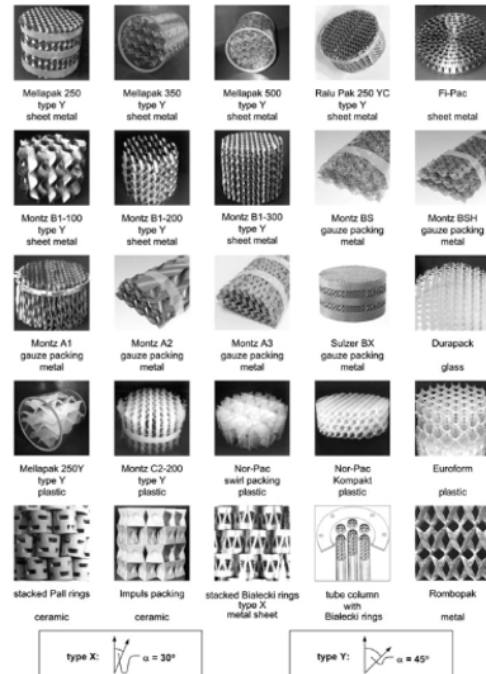 Mellapak 250 Mellapak 350 Mellapak 500 Ralu Pak 250 YC Fi-Pac
type Y type Y type Y type Y
sheet metal sheet metal sheet metal sheet metal sheet metal
Montz B1-100 Montz B1-200 Montz B1-300 Montz BS Montz BSH
type Y type Y type Y gauze packing gauze packing
sheet metal sheet metal sheet metal metal metal
Montz A1 Montz A2 Montz A3 Sulzer BX Durapack
gauze packing gauze packing gauze packing gauze packing
metal metal metal metal glass
Mellapak 250Y Montz C2-200 Nor-Pac Nor-Pac Euroform
type Y type Y swirl packing Kompakt
plastic plastic plastic plastic plastic
stacked Pall rings Impuls packing stacked Białecki rings tube column Rombopak
type X with
ceramic ceramic metal sheet Białecki rings metal
type X: α = 30° type Y: α = 45°